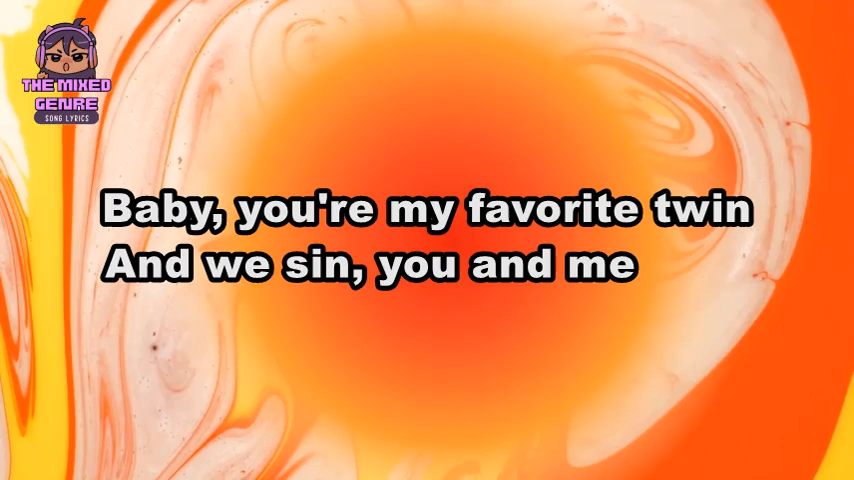 THE MIXED
GENRE
SONG LYRICS
Baby, you're my favorite twin
And we sin, you and me